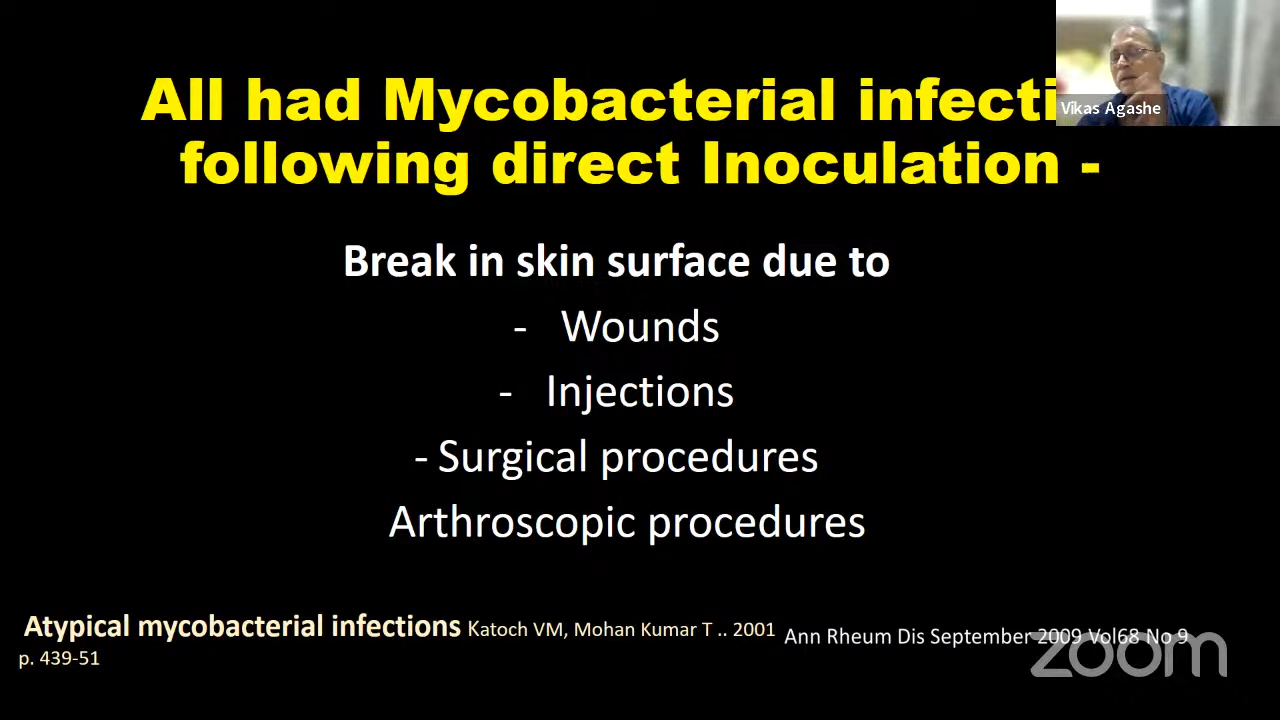 All had Mycobacterial infecti
following direct Inoculation -
Vikas Agashe
Break in skin surface due to
- Wounds
- Injections
- Surgical procedures
Arthroscopic procedures
Atypical mycobacterial infections Katoch VM, Mohan Kumar T .. 2001
p. 439-51
Ann Rheum Dis September 2009 Vol68 No 9
zoom